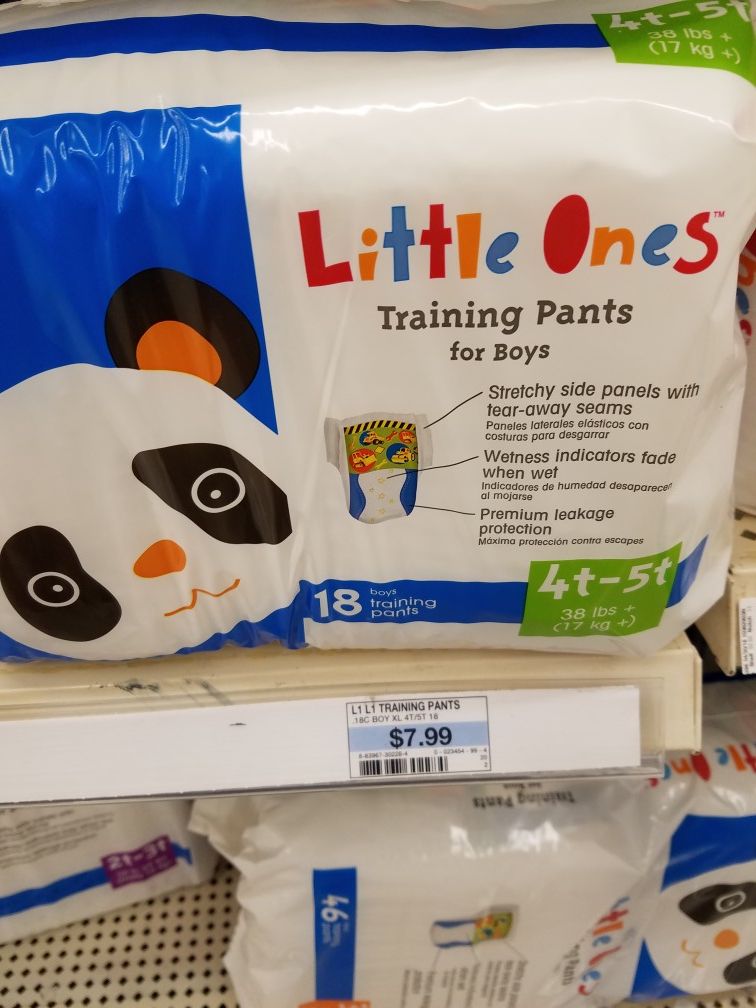 4t-5t
38 lbs +
(17 kg +)
Little Ones™
Training Pants
for Boys
Stretchy side panels with
tear-away seams
Paneles laterales elásticos con
costuras para desgarrar
Wetness indicators fade
when wet
Indicadores de humedad desaparecen
al mojarse
Premium leakage
protection
Máxima protección contra escapes
18 boys
training
pants
4t-5t
38 lbs +
(17 kg +)
L1 L1 TRAINING PANTS
.18C BOY XL 4T/5T 18
$7.99
Training Pants
2t-3t
46